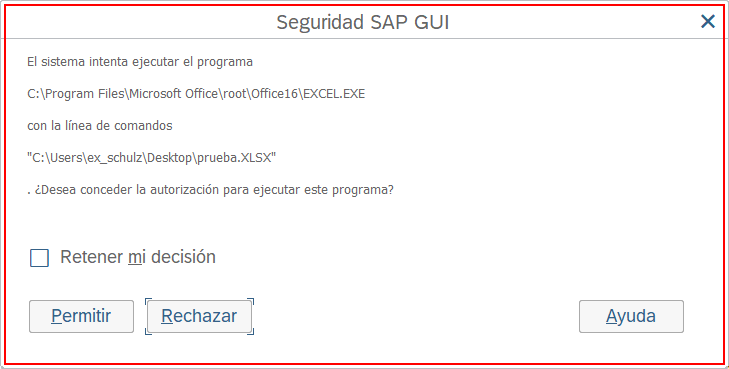 Seguridad SAP GUI
El sistema intenta ejecutar el programa
C:\Program Files\Microsoft Office\root\Office16\EXCEL.EXE
con la línea de comandos
"C:\Users\ex_schulz\Desktop\prueba.XLSX"
. ¿Desea conceder la autorización para ejecutar este programa?
Retener mi decisión
Permitir Rechazar Ayuda